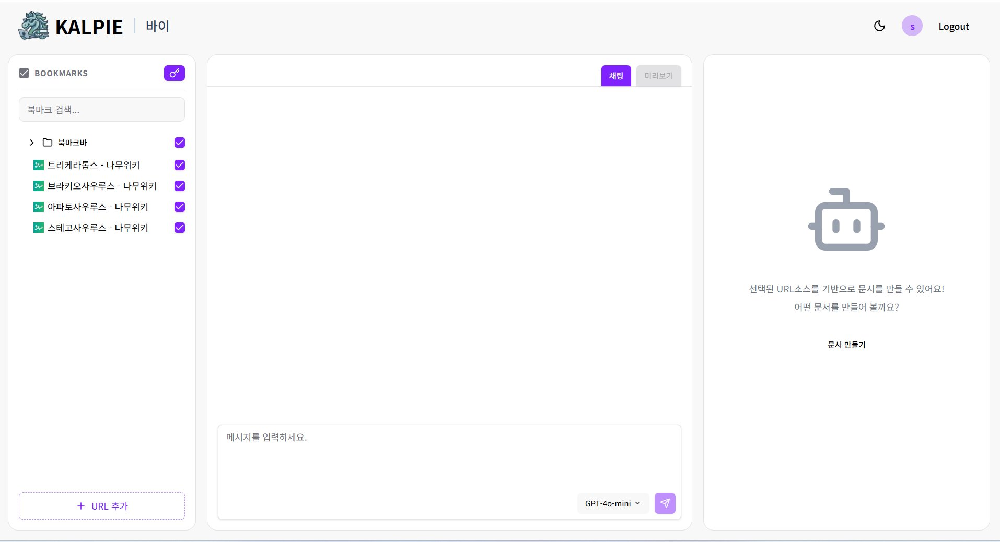 KALPIE
바이
s
Logout
BOOKMARKS
북마크 검색...
북마크바
트리케라톱스 - 나무위키
브라키오사우루스 - 나무위키
아파토사우루스 - 나무위키
스테고사우루스 - 나무위키
+ URL 추가
채팅
미리보기
메시지를 입력하세요.
GPT-4o-mini
선택된 URL소스를 기반으로 문서를 만들 수 있어요!
어떤 문서를 만들어 볼까요?
문서 만들기